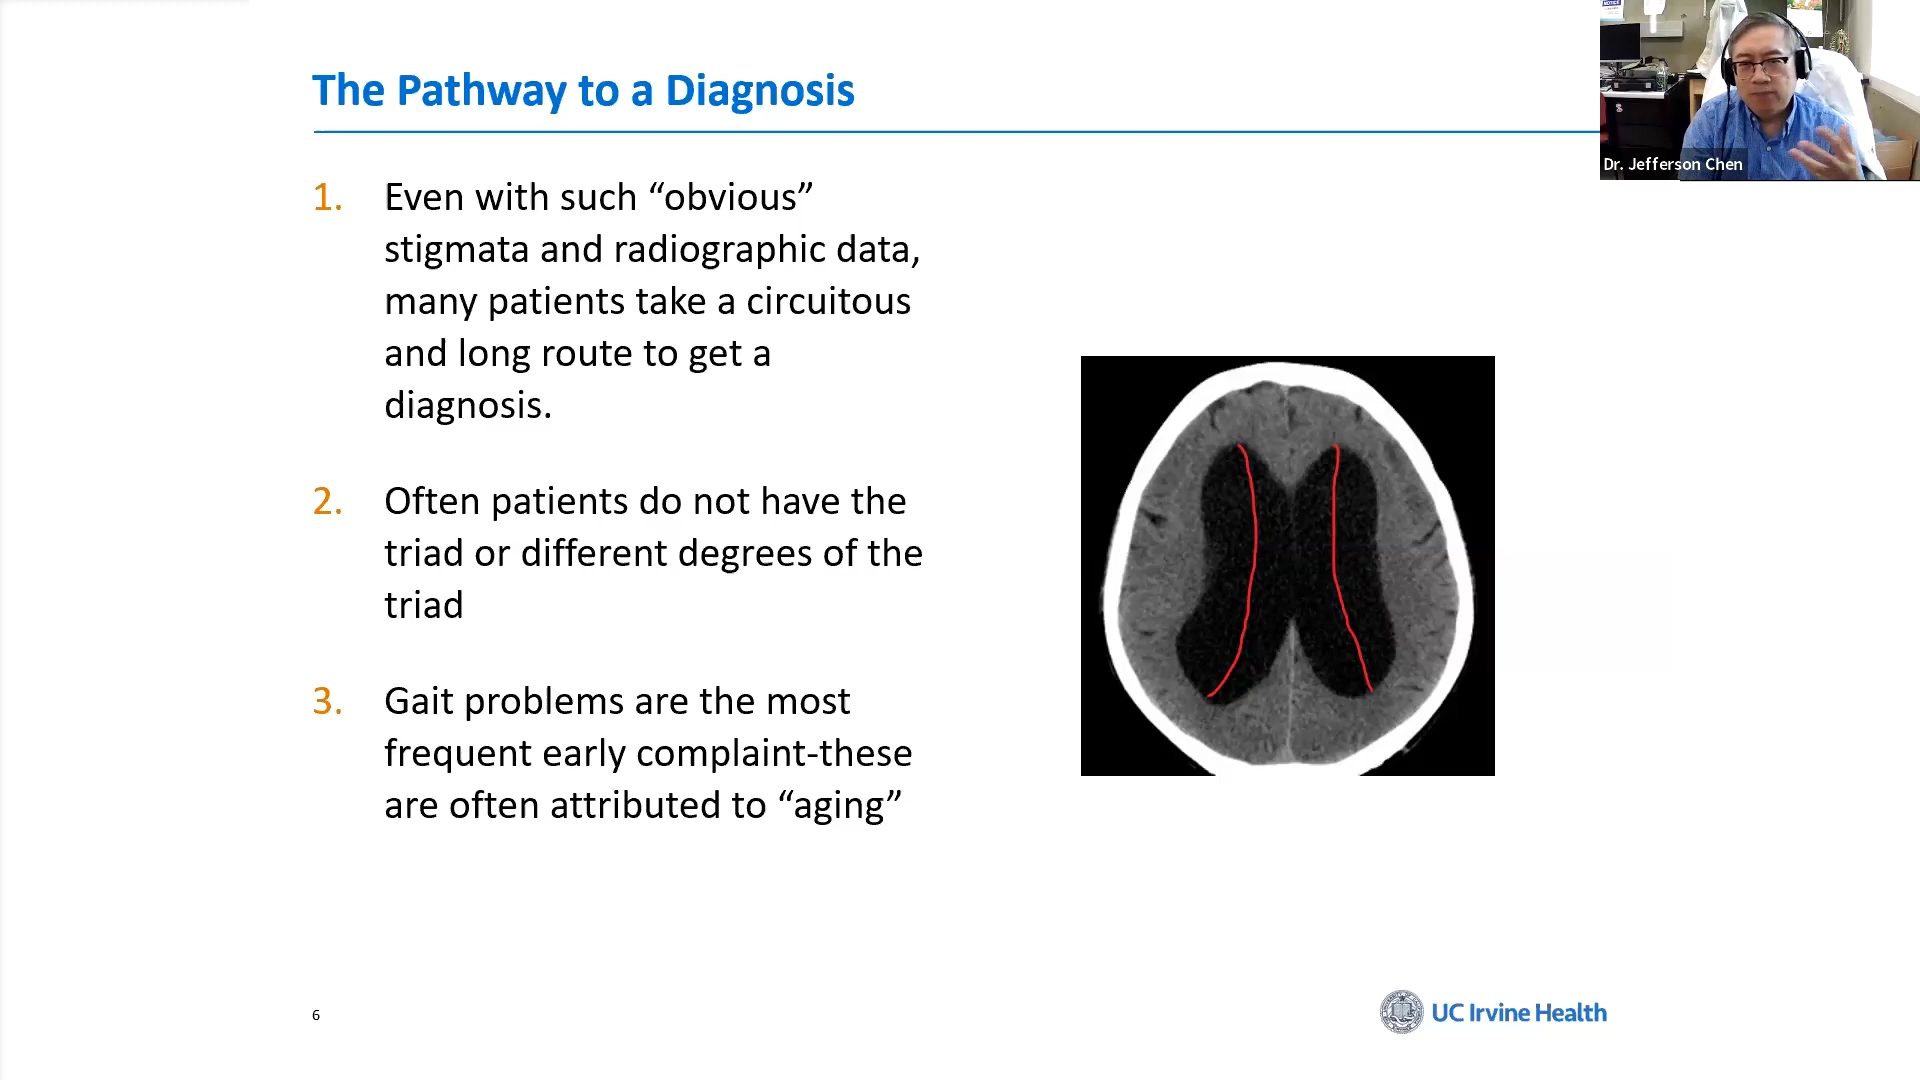 The Pathway to a Diagnosis
1. Even with such “obvious”
stigmata and radiographic data,
many patients take a circuitous
and long route to get a
diagnosis.
2. Often patients do not have the
triad or different degrees of the
triad
3. Gait problems are the most
frequent early complaint-these
are often attributed to “aging”
NOTICE
Dr. Jefferson Chen
6
UC Irvine Health